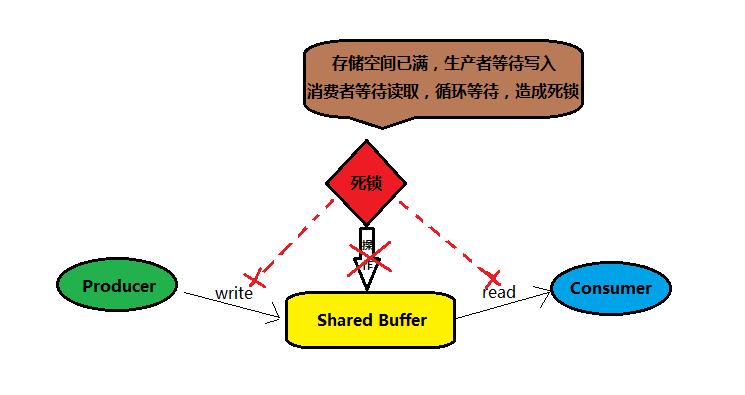 存储空间已满，生产者等待写入
消费者等待读取，循环等待，造成死锁
死锁
操
作
Producer
write
Shared Buffer
read
Consumer